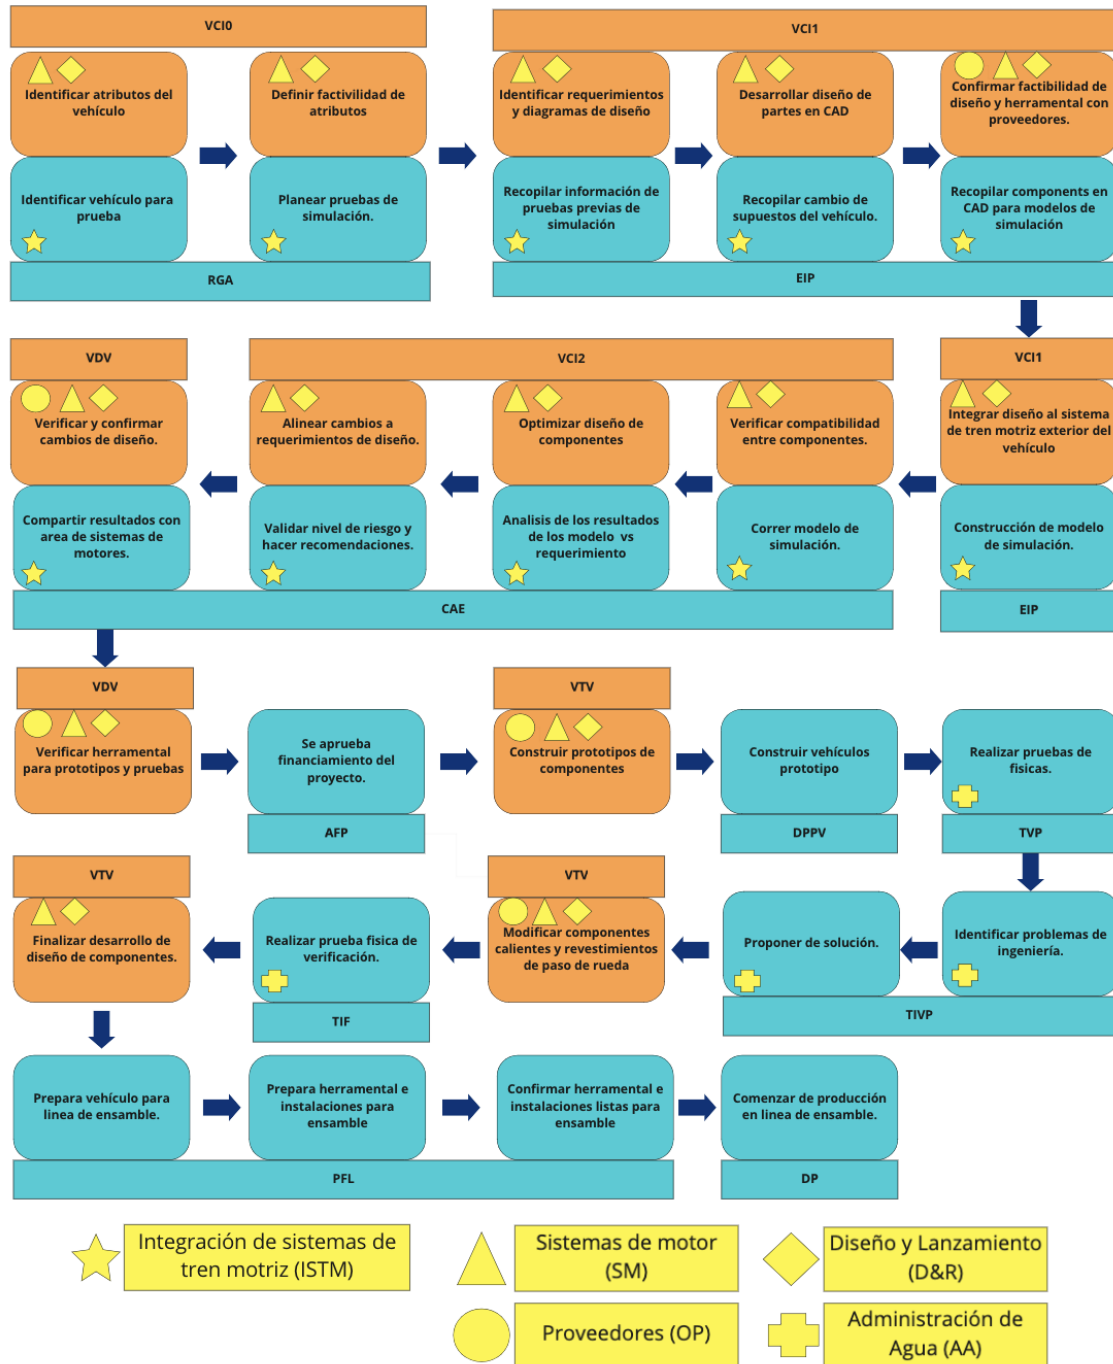 VCI0
VCI1
Identificar atributos del
vehículo
Definir factivilidad de
atributos
Identificar requerimientos
y diagramas de diseño
Desarrollar diseño de
partes en CAD
Confirmar factibilidad de
diseño y herramental con
proveedores.
Identificar vehículo para
prueba
Planear pruebas de
simulación.
Recopilar información de
pruebas previas de
simulación
Recopilar cambio de
supuestos del vehículo.
Recopilar components en
CAD para modelos de
simulación
RGA
EIP
VDV
VCI2
VCI1
Verificar y confirmar
cambios de diseño.
Alinear cambios a
requerimientos de diseño.
Optimizar diseño de
componentes
Verificar compatibilidad
entre componentes.
Integrar diseño al sistema
de tren motriz exterior del
vehículo
Compartir resultados con
area de sistemas de
motores.
Validar nivel de riesgo y
hacer recomendaciones.
Analisis de los resultados
de los modelo vs
requerimiento
Correr modelo de
simulación.
Construcción de modelo
de simulación.
CAE
EIP
VDV
VTV
Verificar herramental
para prototipos y pruebas
Se aprueba
financiamiento del
proyecto.
Construir prototipos de
componentes
Construir vehículos
prototipo
Realizar pruebas de
fisicas.
AFP
DPPV
TVP
VTV
VTV
Finalizar desarrollo de
diseño de componentes.
Realizar prueba fisica de
verificación.
Modificar componentes
calientes y revestimientos
de paso de rueda
Proponer de solución.
Identificar problemas de
ingeniería.
TIF
TIVP
Prepara vehículo para
linea de ensamble.
Prepara herramental e
instalaciones para
ensamble
Confirmar herramental e
instalaciones listas para
ensamble
Comenzar de producción
en linea de ensamble.
PFL
DP
Integración de sistemas de
tren motriz (ISTM)
Sistemas de motor
(SM)
Diseño y Lanzamiento
(D&R)
Proveedores (OP)
Administración de
Agua (AA)